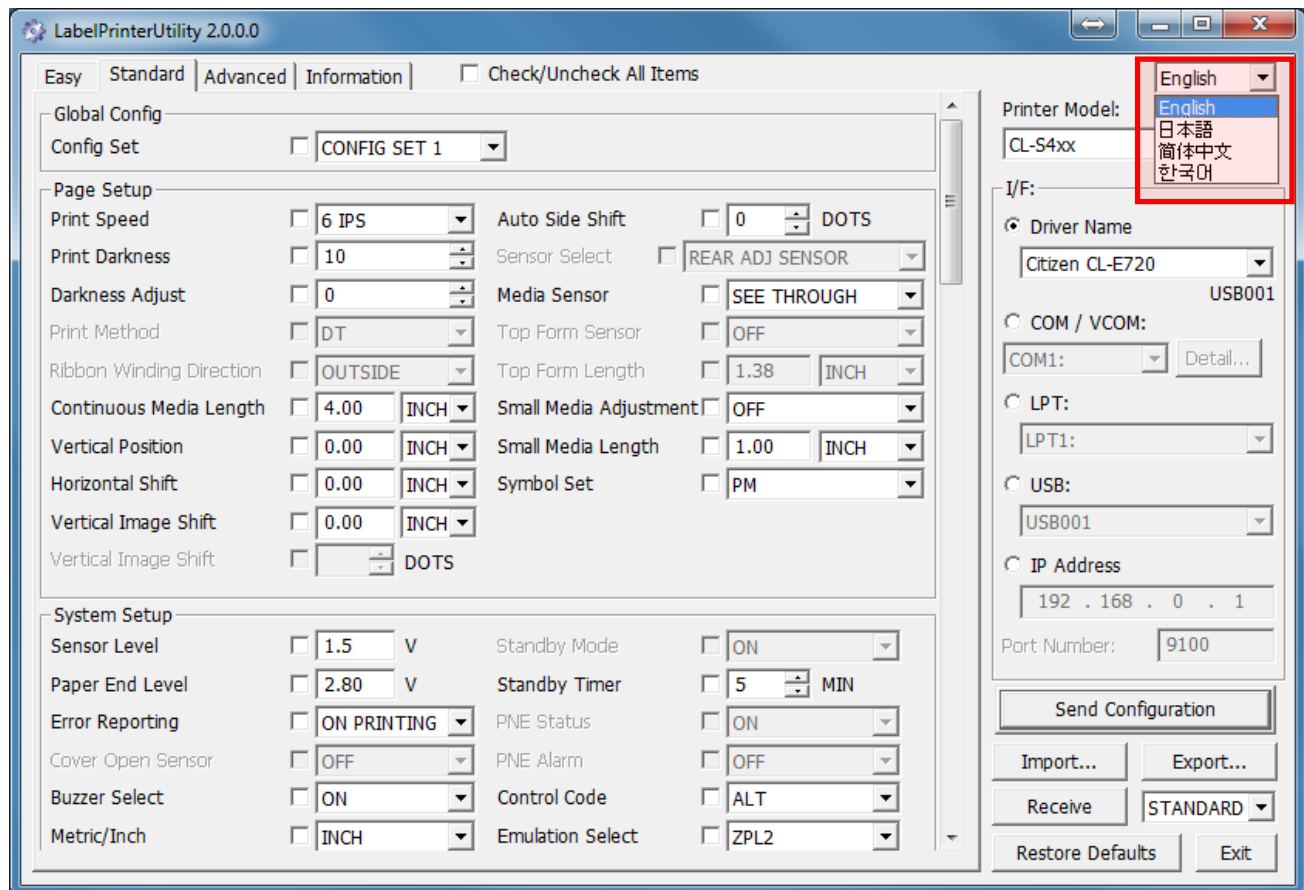 LabelPrinterUtility 2.0.0.0
Easy Standard Advanced Information Check/Uncheck All Items
English
English
日本語
简体中文
한국어
Global Config
Config Set CONFIG SET 1
Page Setup
Print Speed 6 IPS Auto Side Shift 0 DOTS
Print Darkness 10 Sensor Select REAR ADJ SENSOR
Darkness Adjust 0 Media Sensor SEE THROUGH
Print Method DT Top Form Sensor OFF
Ribbon Winding Direction OUTSIDE Top Form Length 1.38 INCH
Continuous Media Length 4.00 INCH Small Media Adjustment OFF
Vertical Position 0.00 INCH Small Media Length 1.00 INCH
Horizontal Shift 0.00 INCH Symbol Set PM
Vertical Image Shift 0.00 INCH
Vertical Image Shift DOTS
System Setup
Sensor Level 1.5 V Standby Mode ON
Paper End Level 2.80 V Standby Timer 5 MIN
Error Reporting ON PRINTING PNE Status ON
Cover Open Sensor OFF PNE Alarm OFF
Buzzer Select ON Control Code ALT
Metric/Inch INCH Emulation Select ZPL2
Printer Model:
CL-S4xx
I/F:
Driver Name
Citizen CL-E720
USB001
COM / VCOM:
COM1: Detail...
LPT:
LPT1:
USB:
USB001
IP Address
192 . 168 . 0 . 1
Port Number: 9100
Send Configuration
Import... Export...
Receive STANDARD
Restore Defaults Exit